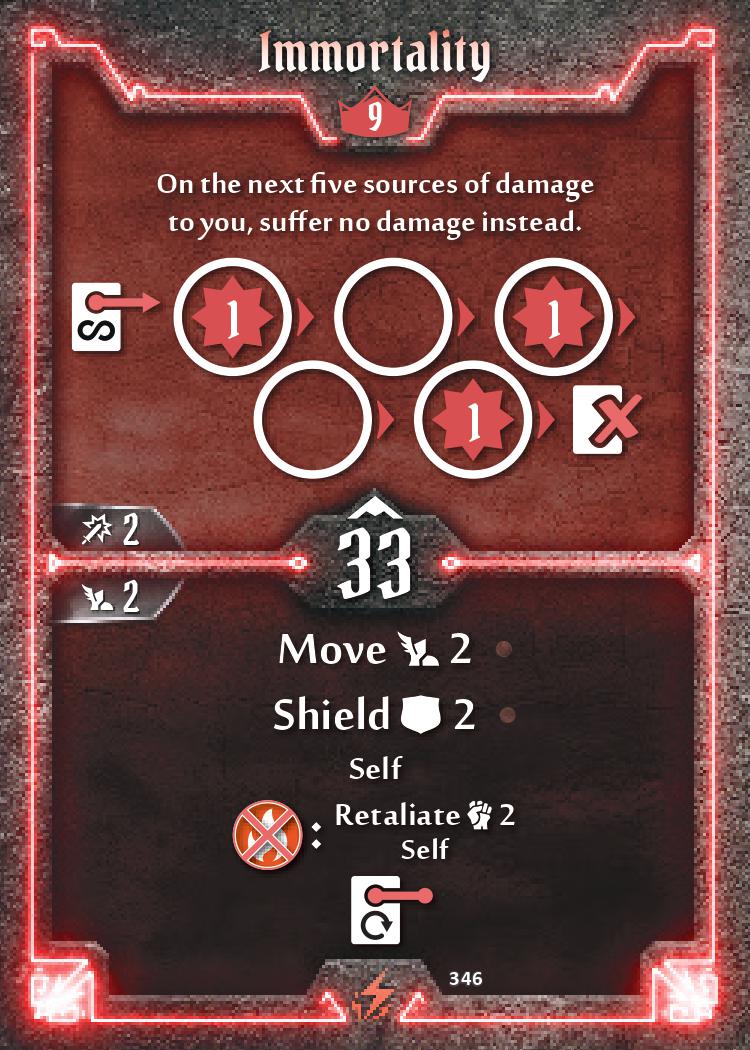 Immortality
9
On the next five sources of damage
to you, suffer no damage instead.
1 1
1
2
33
2
Move 2
Shield 2
Self
: Retaliate 2
Self
346